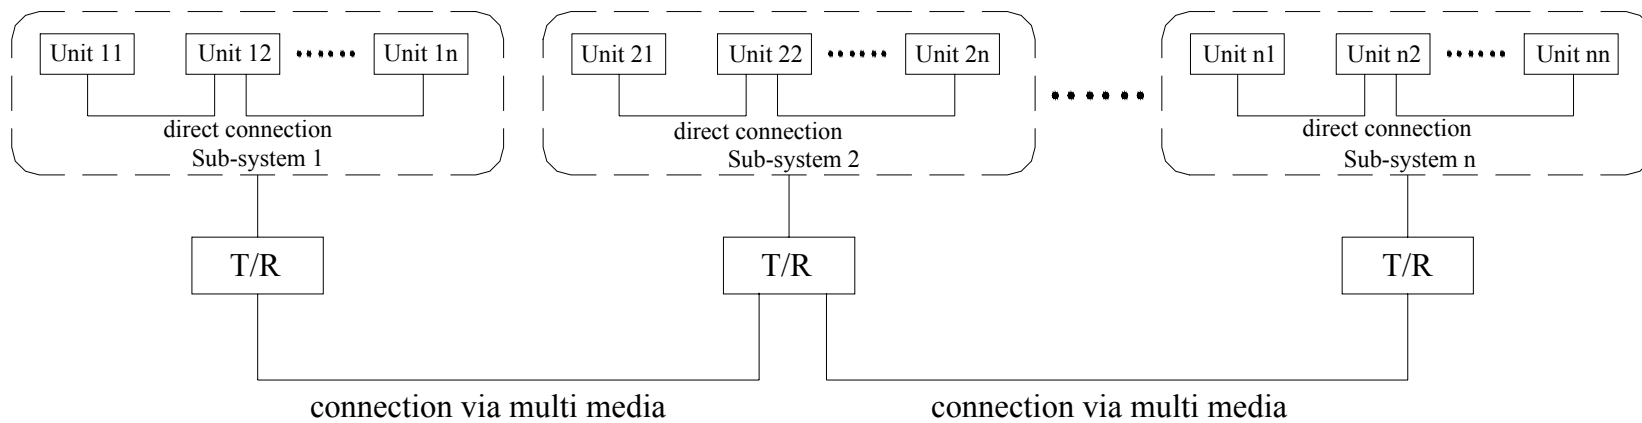 Unit 11 Unit 12 Unit 1n
direct connection
Sub-system 1
Unit 21 Unit 22 Unit 2n
direct connection
Sub-system 2
Unit n1 Unit n2 Unit nn
direct connection
Sub-system n
T/R
T/R
T/R
connection via multi media
connection via multi media